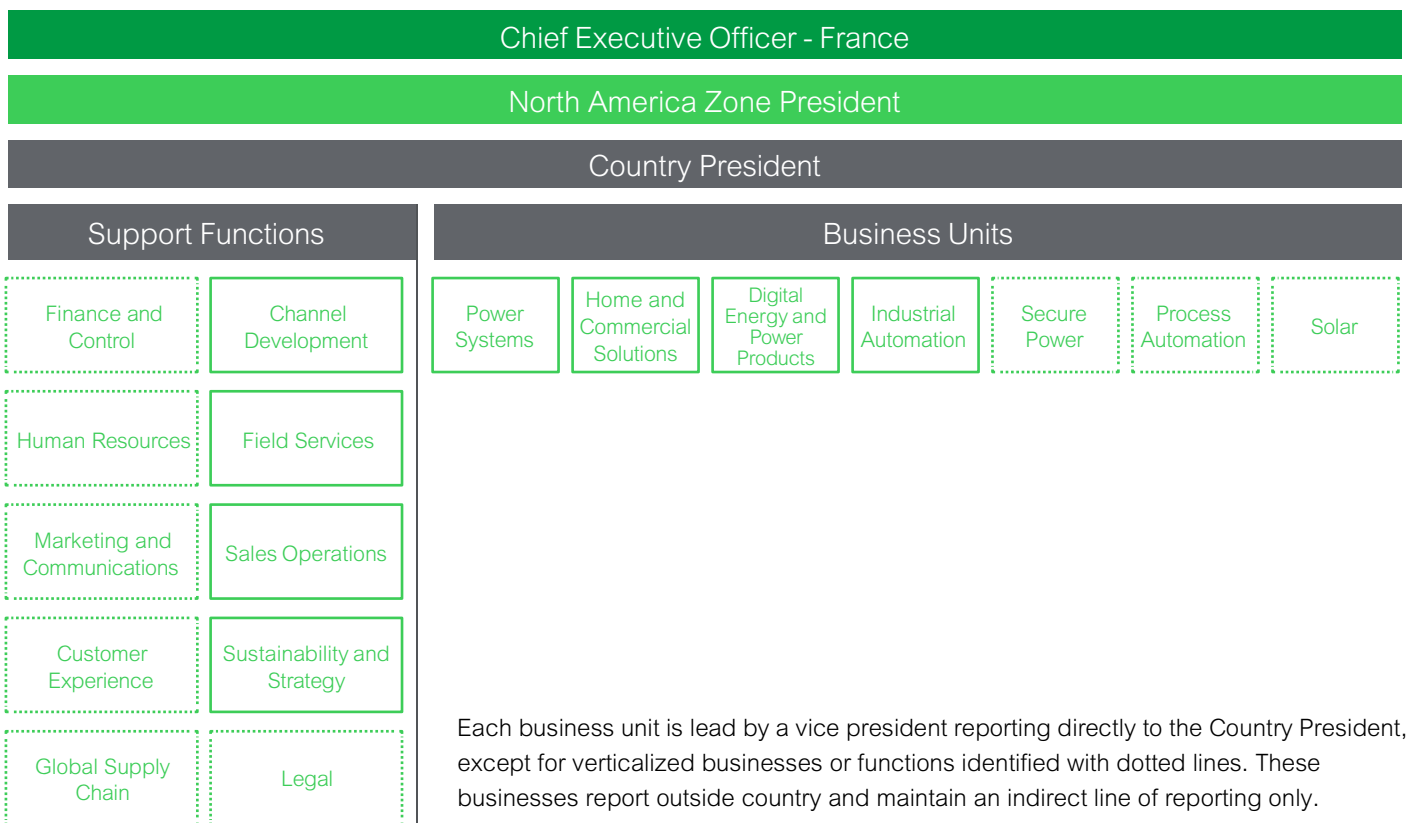 Chief Executive Officer - France
North America Zone President
Country President
Support Functions
Business Units
Finance and
Control
Channel
Development
Power
Systems
Home and
Commercial
Solutions
Digital
Energy and
Power
Products
Industrial
Automation
Secure
Power
Process
Automation
Solar
Human Resources
Field Services
Marketing and
Communications
Sales Operations
Customer
Experience
Sustainability and
Strategy
Global Supply
Chain
Legal
Each business unit is lead by a vice president reporting directly to the Country President,
except for verticalized businesses or functions identified with dotted lines. These
businesses report outside country and maintain an indirect line of reporting only.